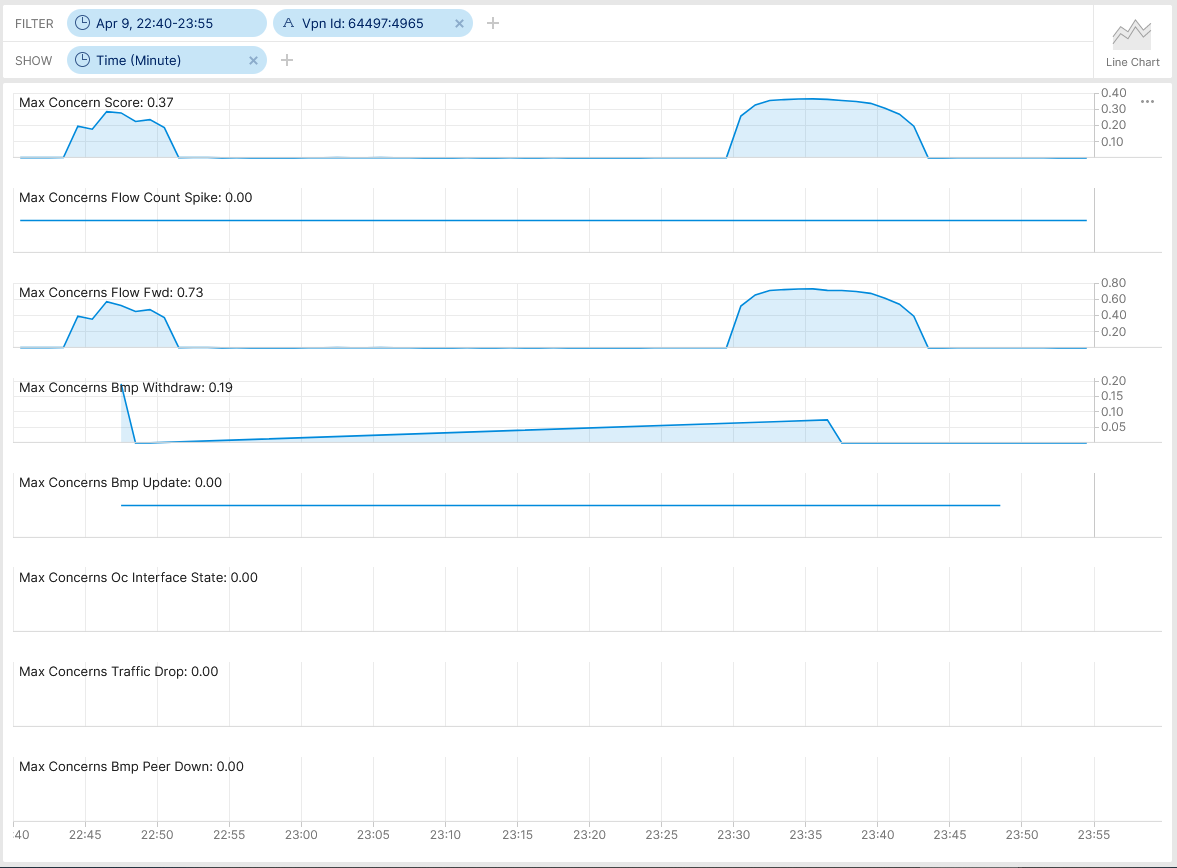 FILTER Apr 9, 22:40-23:55 A Vpn Id: 64497:4965 × +
SHOW Time (Minute) × +
Line Chart
Max Concern Score: 0.37
0.40
0.30
0.20
0.10
Max Concerns Flow Count Spike: 0.00
Max Concerns Flow Fwd: 0.73
0.80
0.60
0.40
0.20
Max Concerns Bmp Withdraw: 0.19
0.20
0.15
0.10
0.05
Max Concerns Bmp Update: 0.00
Max Concerns Oc Interface State: 0.00
Max Concerns Traffic Drop: 0.00
Max Concerns Bmp Peer Down: 0.00
:40 22:45 22:50 22:55 23:00 23:05 23:10 23:15 23:20 23:25 23:30 23:35 23:40 23:45 23:50 23:55